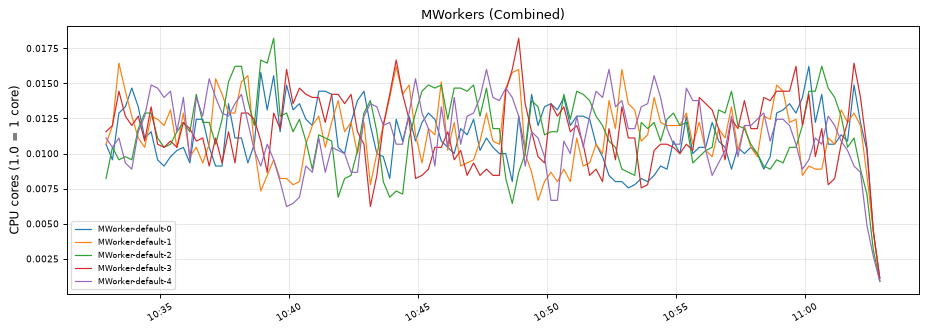 MWorkers (Combined)
CPU cores (1.0 = 1 core)
0.0175
0.0150
0.0125
0.0100
0.0075
0.0050
0.0025
MWorker-default-0
MWorker-default-1
MWorker-default-2
MWorker-default-3
MWorker-default-4
10:35
10:40
10:45
10:50
10:55
11:00